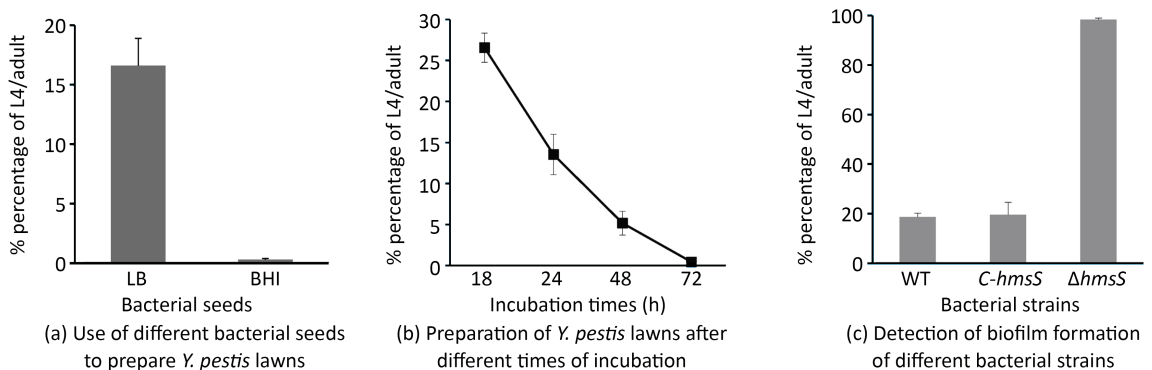 % percentage of L4/adult
20
15
10
5
0
LB BHI
Bacterial seeds
(a) Use of different bacterial seeds
to prepare Y. pestis lawns
% percentage of L4/adult
30
25
20
15
10
5
0
18 24 48 72
Incubation times (h)
(b) Preparation of Y. pestis lawns after
different times of incubation
% percentage of L4/adult
100
80
60
40
20
0
WT C-hmsS ΔhmsS
Bacterial strains
(c) Detection of biofilm formation
of different bacterial strains